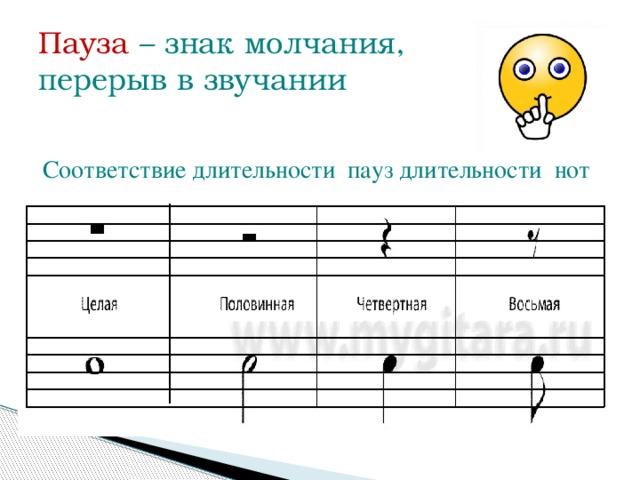 Пауза – знак молчания,
перерыв в звучании
Соответствие длительности пауз длительности нот
Целая Половинная Четвертная Восьмая
www.mygitara.ru